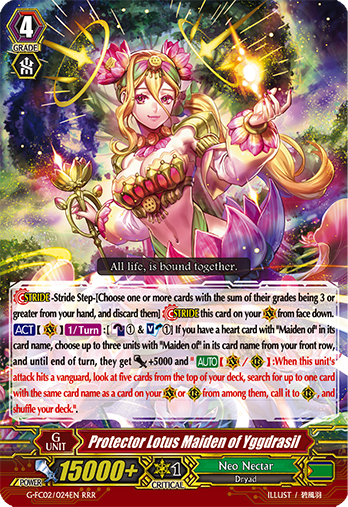 4
GRADE
All life, is bound together.
STRIDE -Stride Step-[Choose one or more cards with the sum of their grades being 3 or
greater from your hand, and discard them] STRIDE this card on your from face down.
ACT 【 】 1/Turn :[ ① & V ①] If you have a heart card with "Maiden of" in its
card name, choose up to three units with "Maiden of" in its card name from your front row,
and until end of turn, they get +5000 and " AUTO 【 / 】:When this unit's
attack hits a vanguard, look at five cards from the top of your deck, search for up to one card
with the same card name as a card on your or from among them, call it to , and
shuffle your deck.".
G
UNIT
Protector Lotus Maiden of Yggdrasil
POWER
15000+
1
CRITICAL
Neo Nectar
Dryad
G-FC02/024EN RRR
ILLUST / 碧風羽